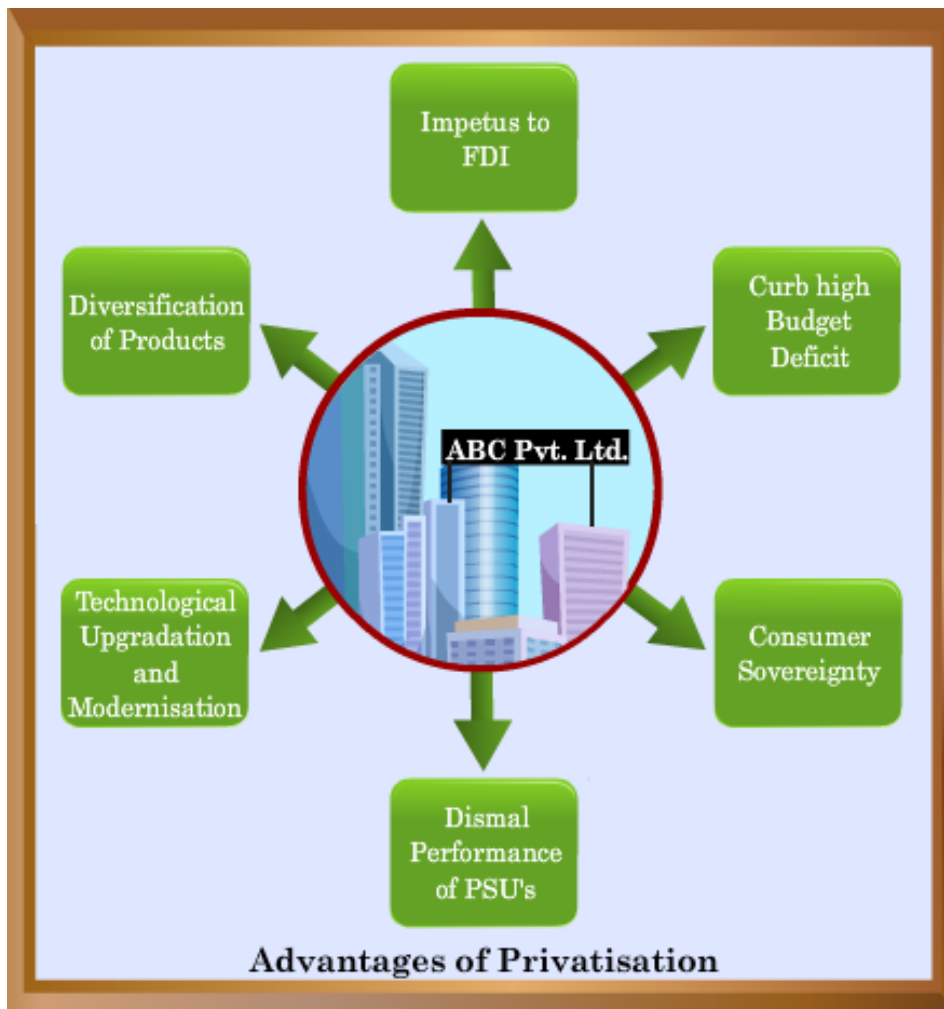 Impetus to
FDI
Diversification
of Products
Curb high
Budget
Deficit
ABC Pvt. Ltd.
Technological
Upgradation
and
Modernisation
Consumer
Sovereignty
Dismal
Performance
of PSU's
Advantages of Privatisation